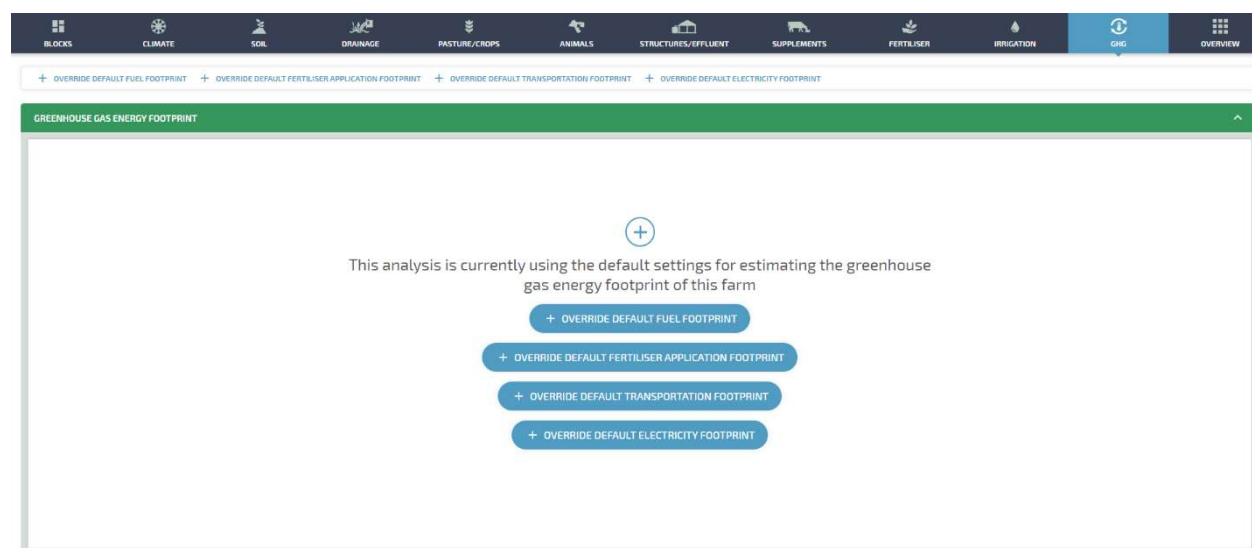 BLOCKS CLIMATE SOIL DRAINAGE PASTURE/CROPS ANIMALS STRUCTURES/EFFLUENT SUPPLEMENTS FERTILISER IRRIGATION GHG OVERVIEW
+ OVERRIDE DEFAULT FUEL FOOTPRINT + OVERRIDE DEFAULT FERTILISER APPLICATION FOOTPRINT + OVERRIDE DEFAULT TRANSPORTATION FOOTPRINT + OVERRIDE DEFAULT ELECTRICITY FOOTPRINT
GREENHOUSE GAS ENERGY FOOTPRINT
This analysis is currently using the default settings for estimating the greenhouse
gas energy footprint of this farm
+ OVERRIDE DEFAULT FUEL FOOTPRINT
+ OVERRIDE DEFAULT FERTILISER APPLICATION FOOTPRINT
+ OVERRIDE DEFAULT TRANSPORTATION FOOTPRINT
+ OVERRIDE DEFAULT ELECTRICITY FOOTPRINT